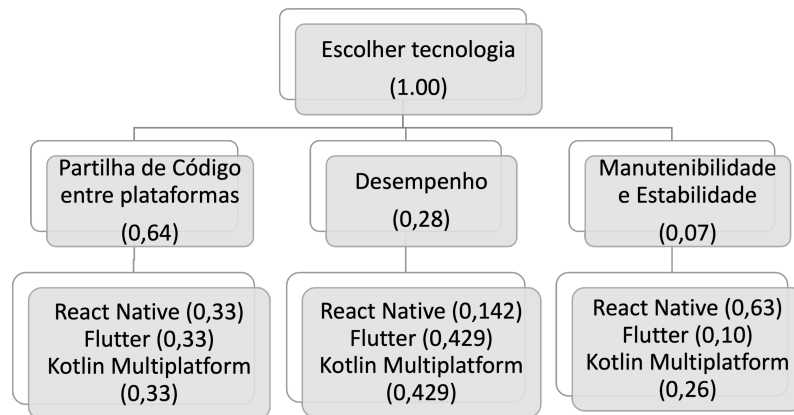 Escolher tecnologia
(1.00)
Partilha de Código
entre plataformas
(0,64)
Desempenho
(0,28)
Manutenibilidade
e Estabilidade
(0,07)
React Native (0,33)
Flutter (0,33)
Kotlin Multiplatform
(0,33)
React Native (0,142)
Flutter (0,429)
Kotlin Multiplatform
(0,429)
React Native (0,63)
Flutter (0,10)
Kotlin Multiplatform
(0,26)